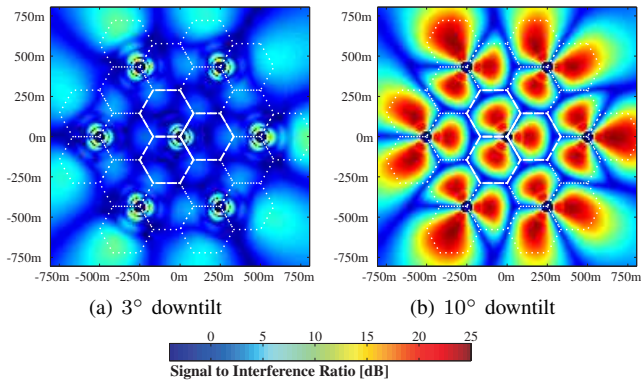 750m
500m
250m
0m
-250m
-500m
-750m
-750m -500m -250m 0m 250m 500m 750m
750m
500m
250m
0m
-250m
-500m
-750m
-750m -500m -250m 0m 250m 500m 750m
(a) 3° downtilt
(b) 10° downtilt
0 5 10 15 20 25
Signal to Interference Ratio [dB]